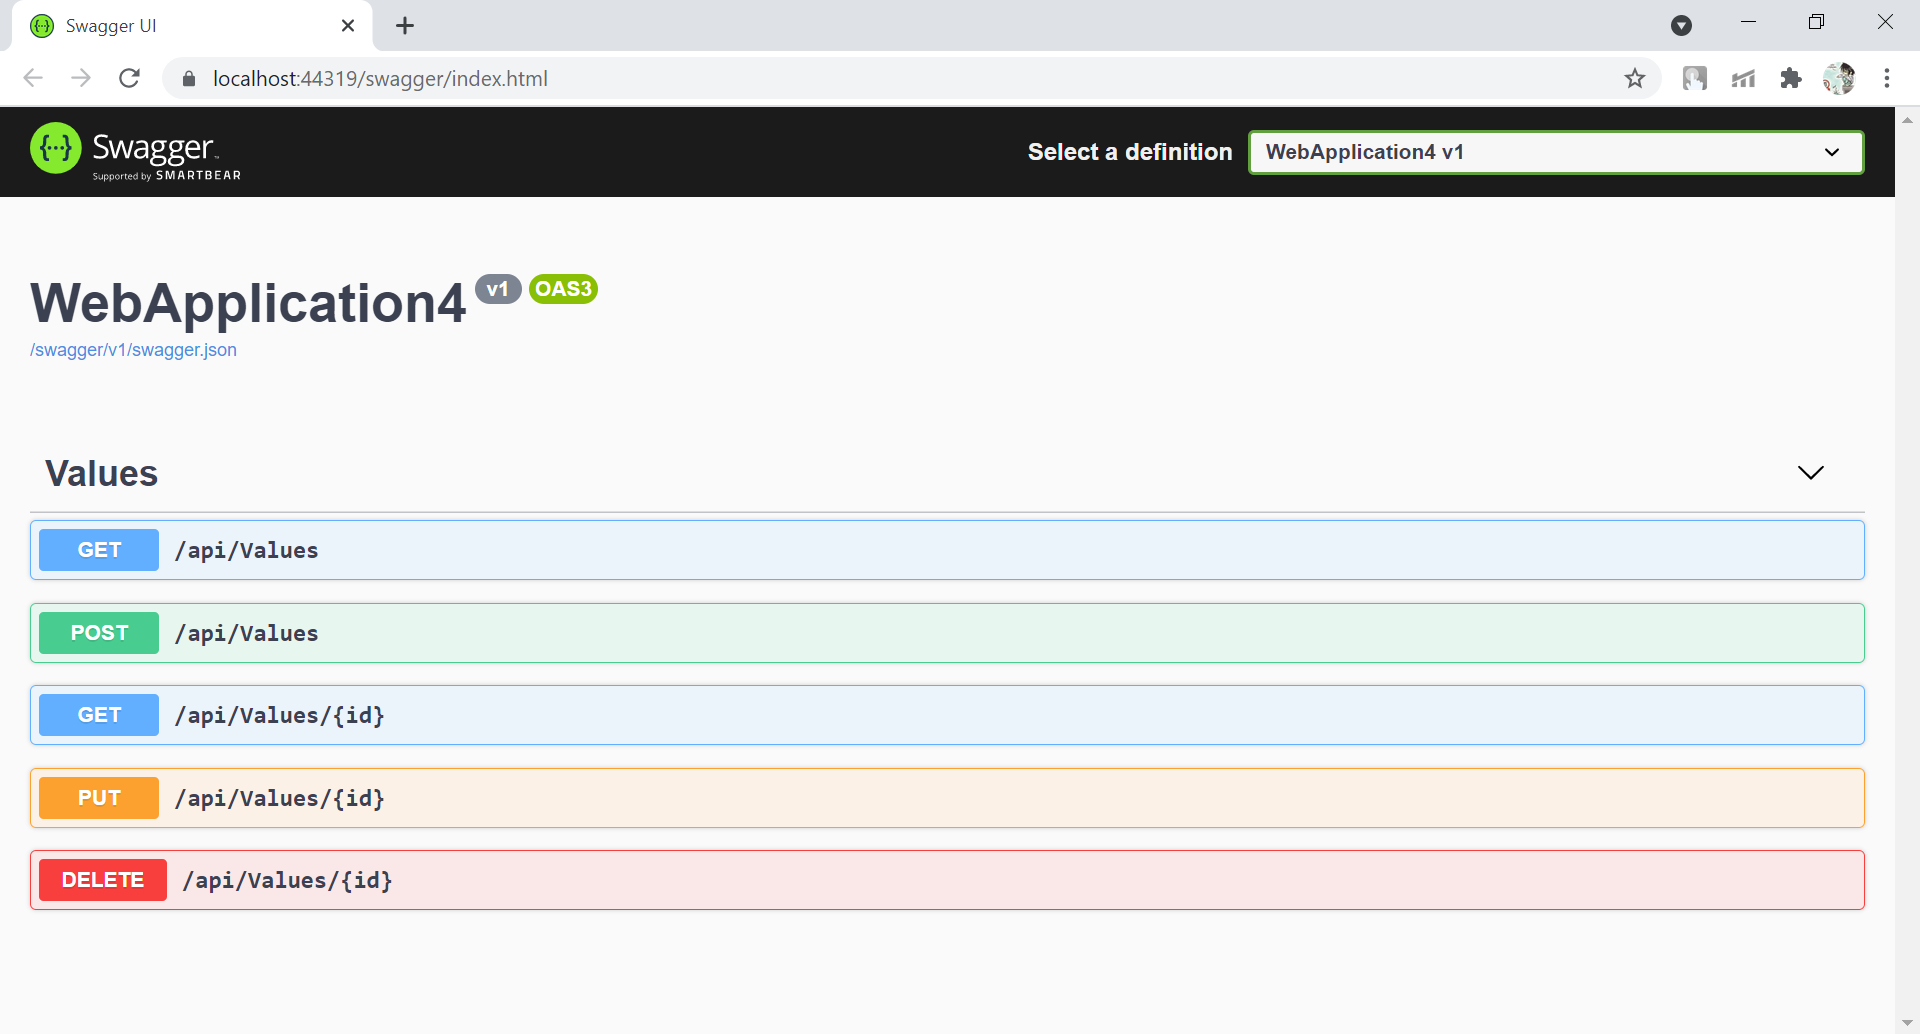 Swagger UI
localhost:44319/swagger/index.html
Swagger
Supported by SMARTBEAR
Select a definition
WebApplication4 v1
WebApplication4 v1 OAS3
/swagger/v1/swagger.json
Values
GET /api/Values
POST /api/Values
GET /api/Values/{id}
PUT /api/Values/{id}
DELETE /api/Values/{id}